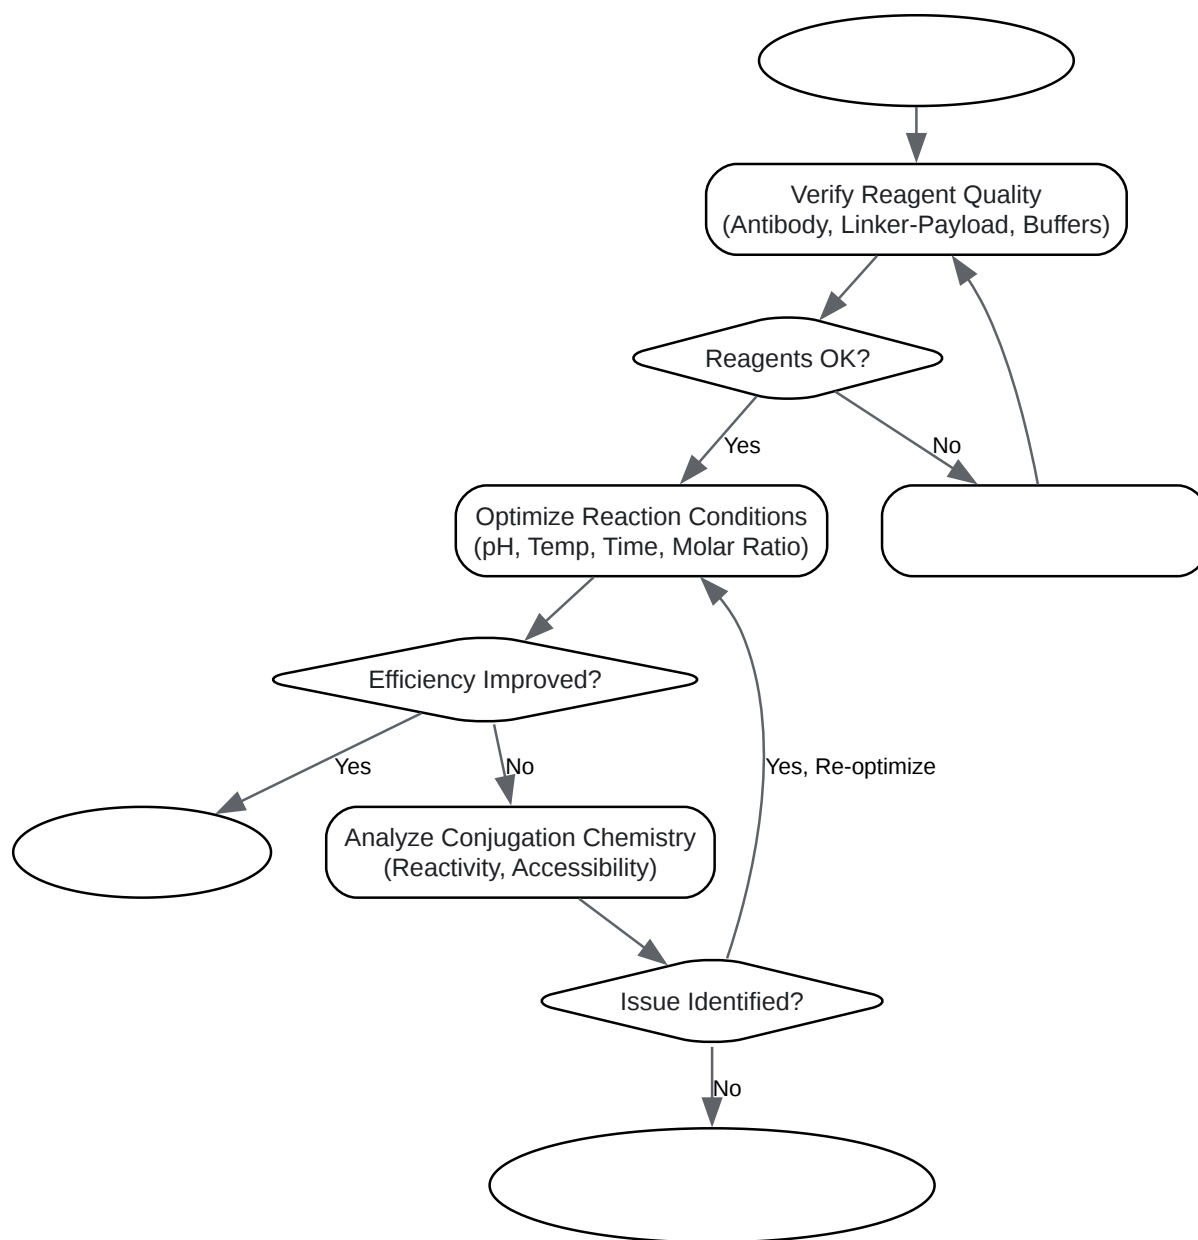 Verify Reagent Quality
(Antibody, Linker-Payload, Buffers)
Reagents OK?
Yes
No
Optimize Reaction Conditions
(pH, Temp, Time, Molar Ratio)
Efficiency Improved?
Yes
No
Yes, Re-optimize
Analyze Conjugation Chemistry
(Reactivity, Accessibility)
Issue Identified?
No